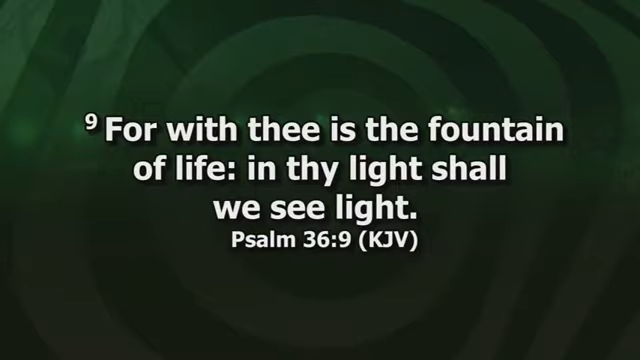 9 For with thee is the fountain
of life: in thy light shall
we see light.
Psalm 36:9 (KJV)